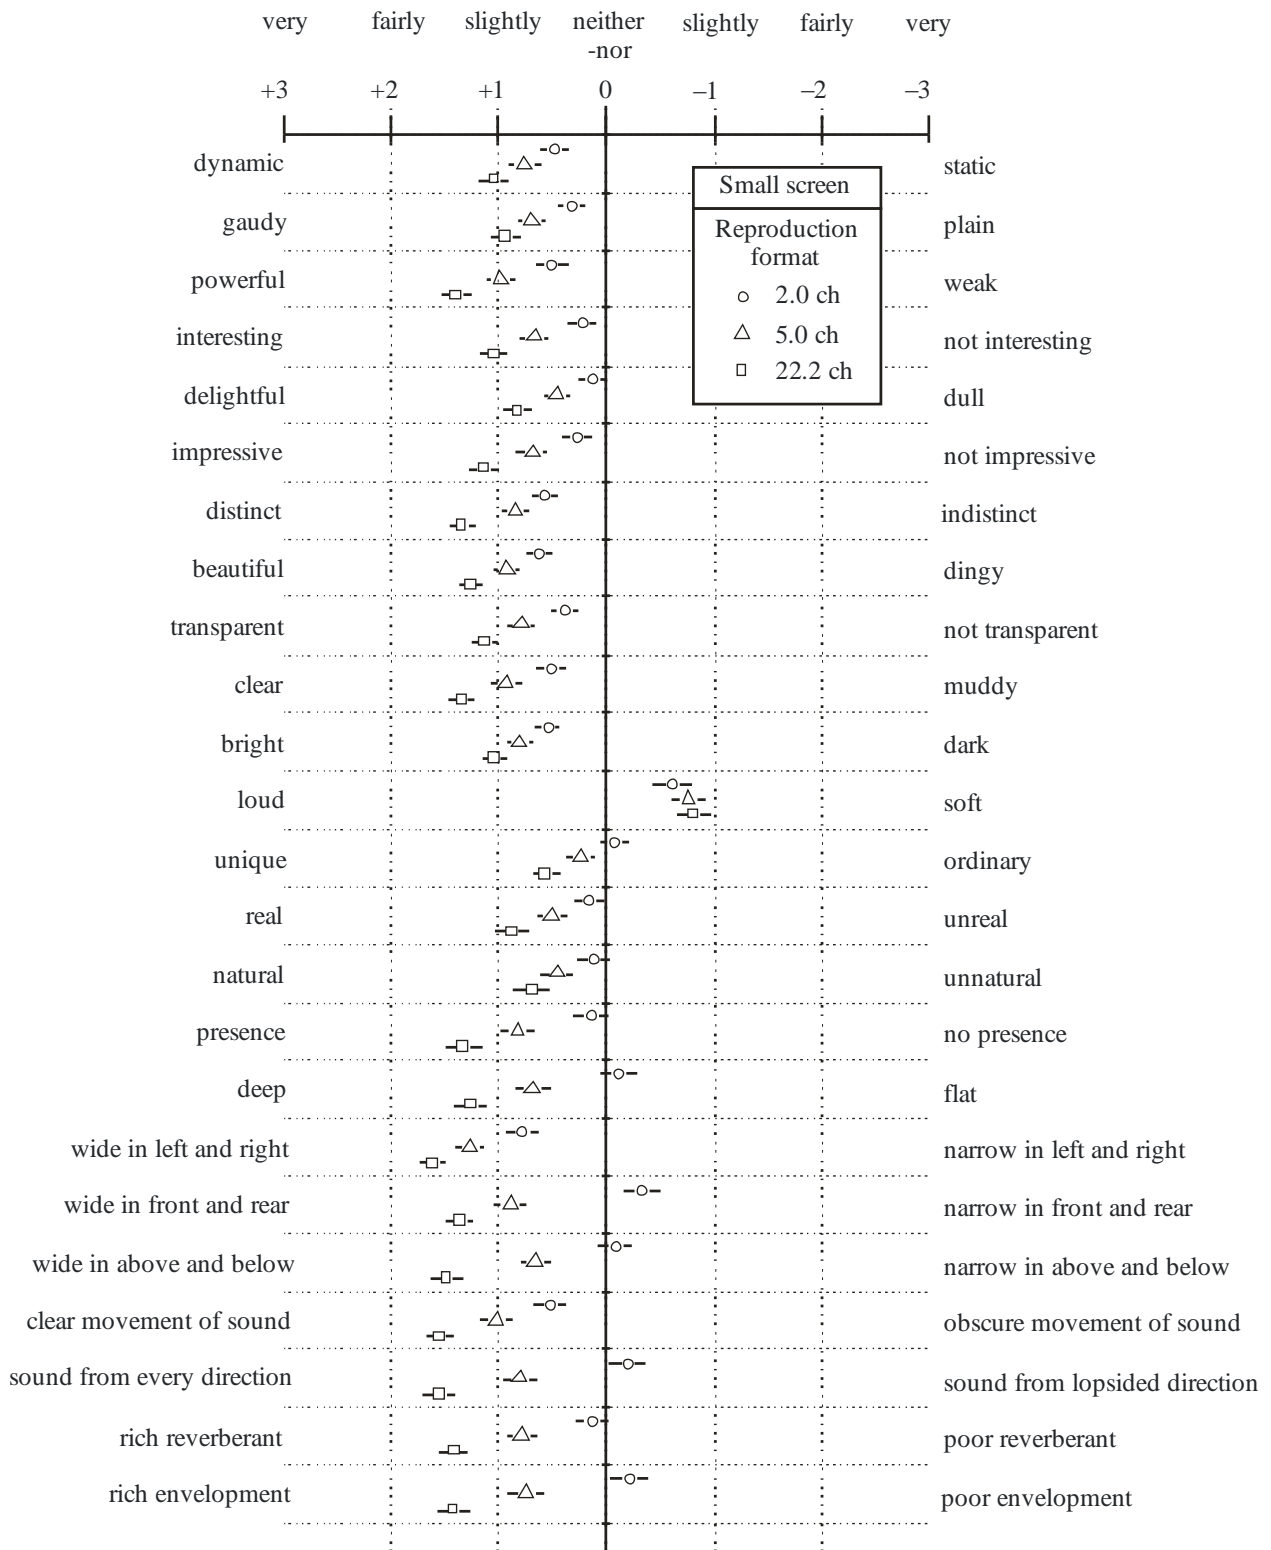 very fairly slightly neither slightly fairly very
-nor
+3 +2 +1 0 –1 –2 –3
dynamic static
Small screen
gaudy plain
Reproduction
format
powerful weak
2.0 ch
5.0 ch
interesting not interesting
22.2 ch
delightful dull
impressive not impressive
distinct indistinct
beautiful dingy
transparent not transparent
clear muddy
bright dark
loud soft
unique ordinary
real unreal
natural unnatural
presence no presence
deep flat
wide in left and right narrow in left and right
wide in front and rear narrow in front and rear
wide in above and below narrow in above and below
clear movement of sound obscure movement of sound
sound from every direction sound from lopsided direction
rich reverberant poor reverberant
rich envelopment poor envelopment